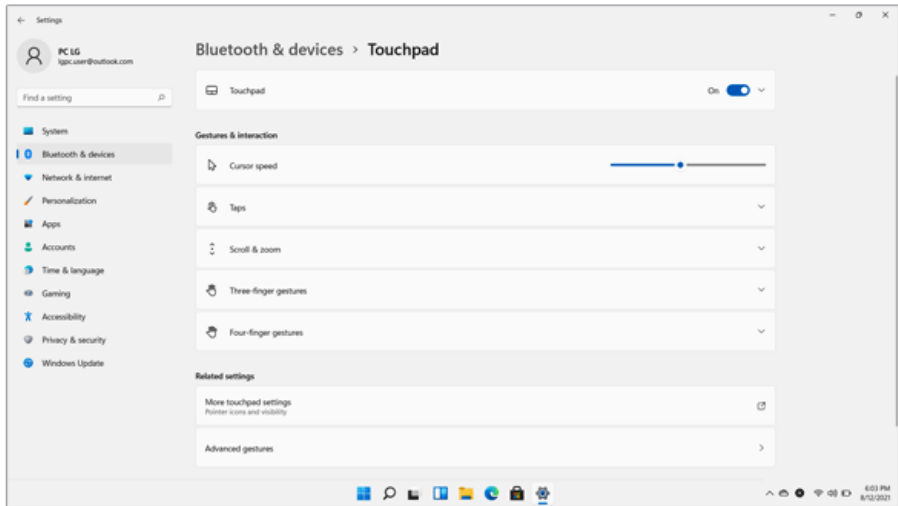 Settings
PC LG
lgpc.user@outlook.com
Find a setting
System
Bluetooth & devices
Network & internet
Personalization
Apps
Accounts
Time & language
Gaming
Accessibility
Privacy & security
Windows Update
Bluetooth & devices > Touchpad
Touchpad On
Gestures & interaction
Cursor speed
Taps
Scroll & zoom
Three-finger gestures
Four-finger gestures
Related settings
More touchpad settings
Pointer icons and visibility
Advanced gestures
6:03 PM
8/12/2021